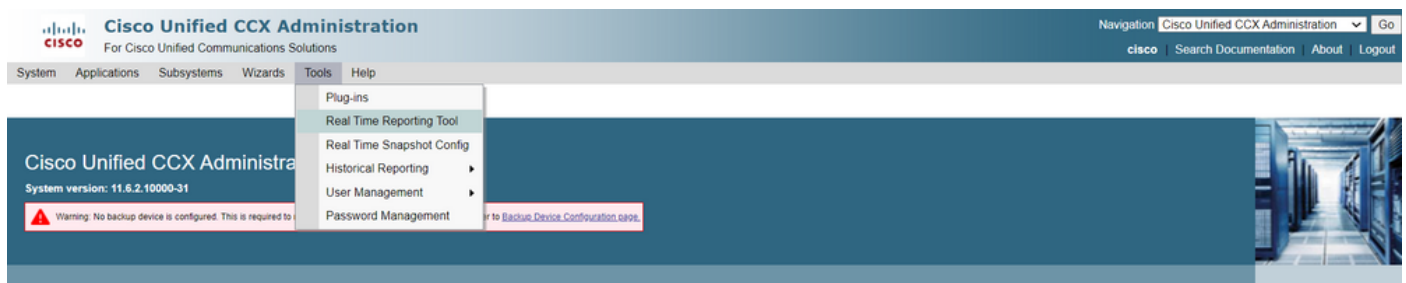 cisco
Cisco Unified CCX Administration
For Cisco Unified Communications Solutions
Navigation Cisco Unified CCX Administration Go
cisco | Search Documentation | About | Logout
System Applications Subsystems Wizards Tools Help
Plug-ins
Real Time Reporting Tool
Real Time Snapshot Config
Historical Reporting
User Management
Password Management
Cisco Unified CCX Administra
System version: 11.6.2.10000-31
Warning: No backup device is configured. This is required to
r to Backup Device Configuration page.